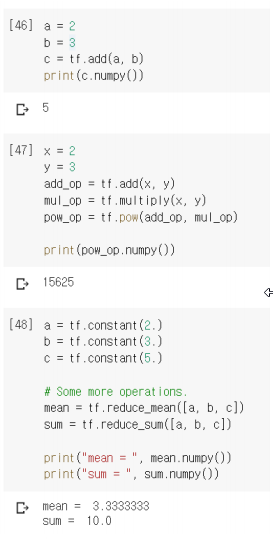 [46] a = 2
b = 3
c = tf.add(a, b)
print(c.numpy())
5
[47] x = 2
y = 3
add_op = tf.add(x, y)
mul_op = tf.multiply(x, y)
pow_op = tf.pow(add_op, mul_op)
print(pow_op.numpy())
15625
[48] a = tf.constant(2.)
b = tf.constant(3.)
c = tf.constant(5.)
# Some more operations.
mean = tf.reduce_mean([a, b, c])
sum = tf.reduce_sum([a, b, c])
print("mean = ", mean.numpy())
print("sum = ", sum.numpy())
mean =  3.3333333
sum =  10.0